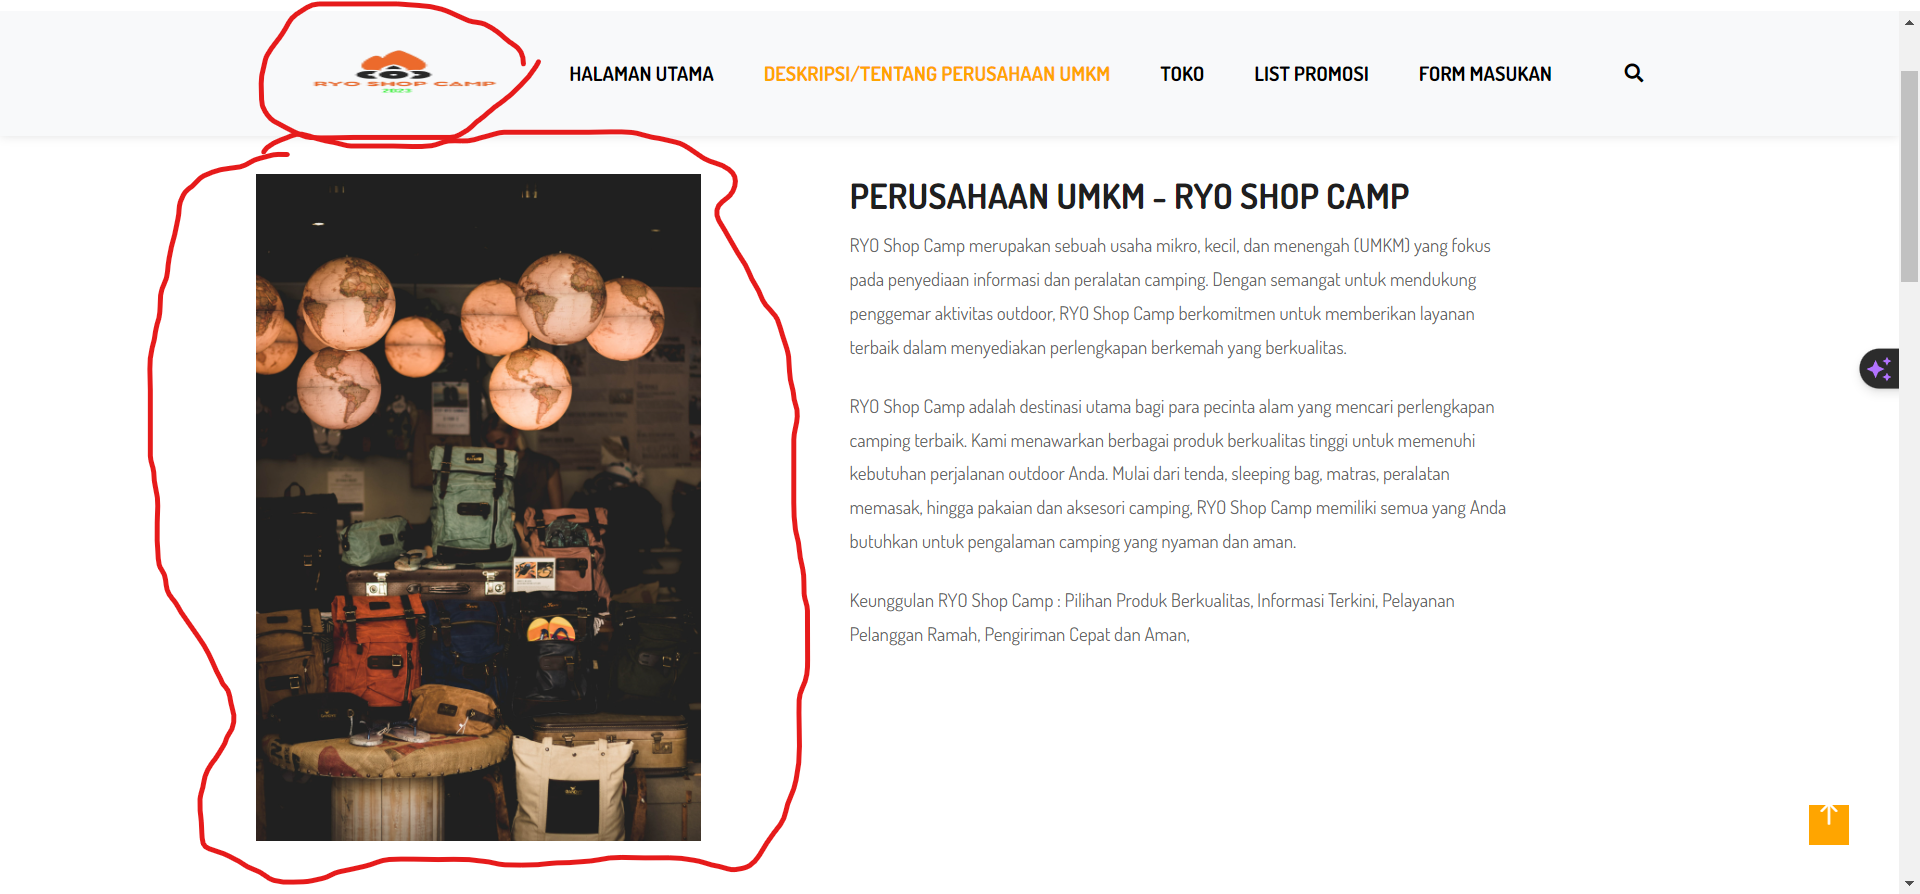 RYO SHOP CAMP
2023
HALAMAN UTAMA
DESKRIPSI/TENTANG PERUSAHAAN UMKM
TOKO
LIST PROMOSI
FORM MASUKAN
PERUSAHAAN UMKM - RYO SHOP CAMP
RYO Shop Camp merupakan sebuah usaha mikro, kecil, dan menengah (UMKM) yang fokus
pada penyediaan informasi dan peralatan camping. Dengan semangat untuk mendukung
penggemar aktivitas outdoor, RYO Shop Camp berkomitmen untuk memberikan layanan
terbaik dalam menyediakan perlengkapan berkemah yang berkualitas.
RYO Shop Camp adalah destinasi utama bagi para pecinta alam yang mencari perlengkapan
camping terbaik. Kami menawarkan berbagai produk berkualitas tinggi untuk memenuhi
kebutuhan perjalanan outdoor Anda. Mulai dari tenda, sleeping bag, matras, peralatan
memasak, hingga pakaian dan aksesori camping, RYO Shop Camp memiliki semua yang Anda
butuhkan untuk pengalaman camping yang nyaman dan aman.
Keunggulan RYO Shop Camp : Pilihan Produk Berkualitas, Informasi Terkini, Pelayanan
Pelanggan Ramah, Pengiriman Cepat dan Aman,